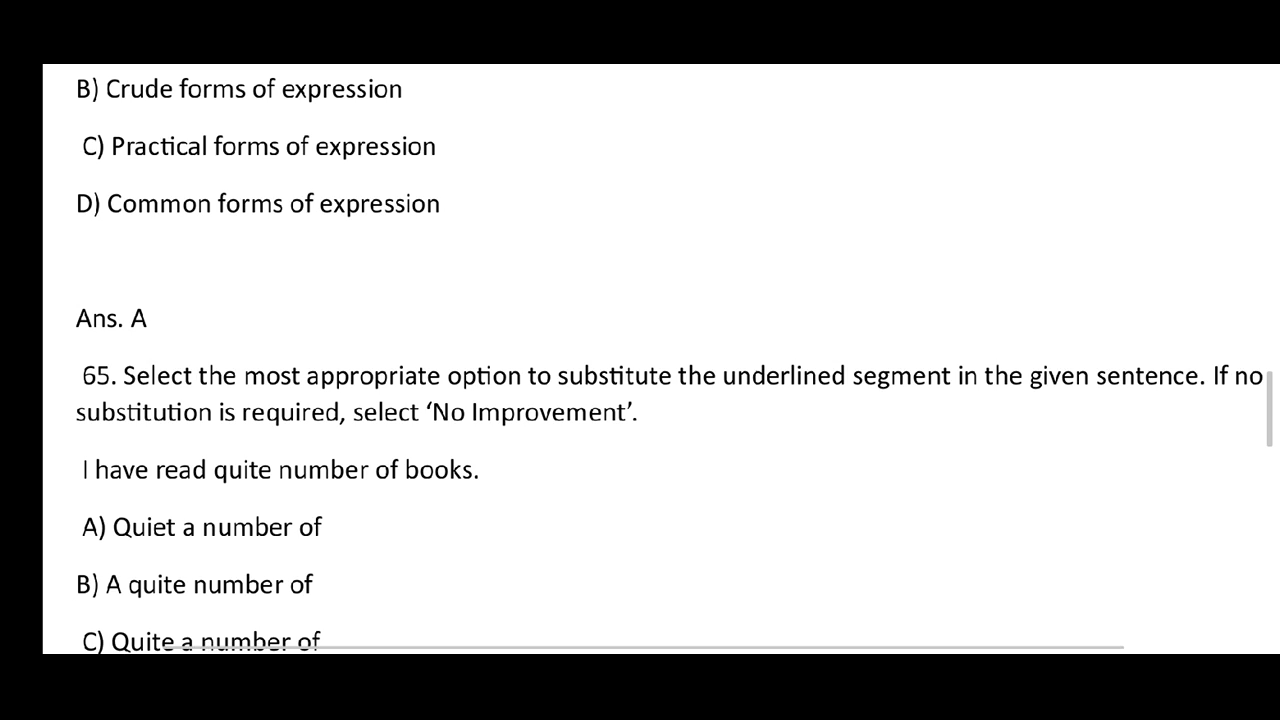 B) Crude forms of expression
C) Practical forms of expression
D) Common forms of expression
Ans. A
65. Select the most appropriate option to substitute the underlined segment in the given sentence. If no
substitution is required, select ‘No Improvement’.
I have read quite number of books.
A) Quiet a number of
B) A quite number of
C) Quite a number of